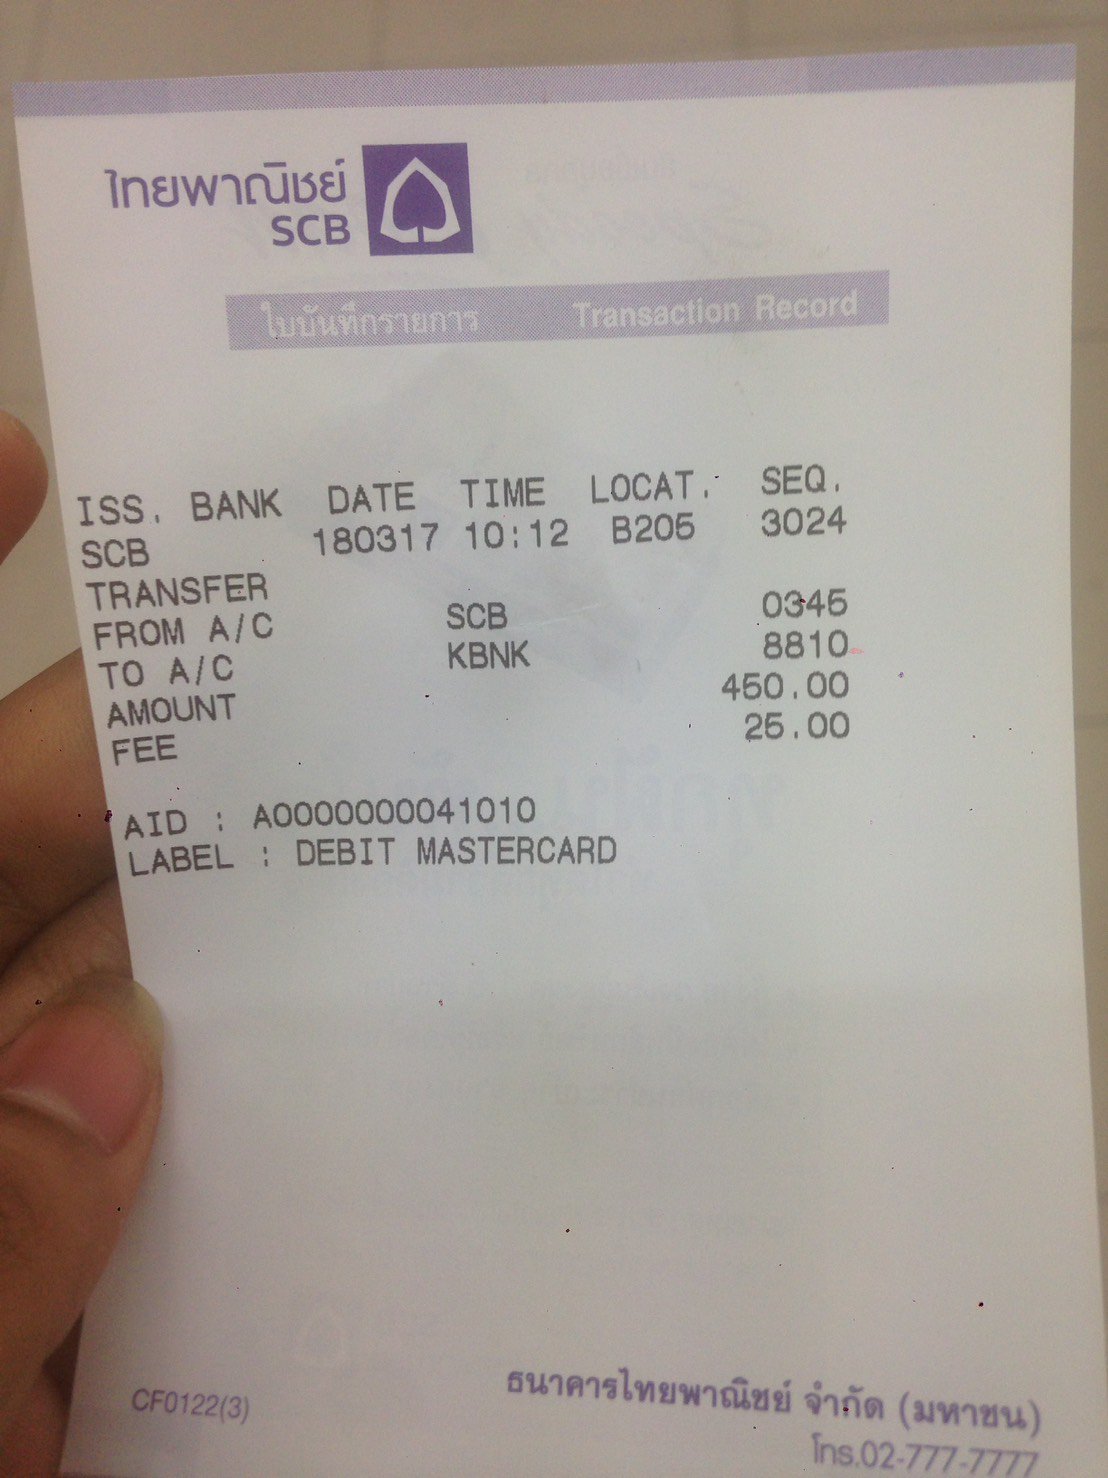 ไทยพาณิชย์
SCB
ใบบันทึกรายการ Transaction Record
ISS. BANK DATE TIME LOCAT. SEQ.
SCB 180317 10:12 B205 3024
TRANSFER
FROM A/C SCB 0345
TO A/C KBNK 8810
AMOUNT 450.00
FEE 25.00
AID : A0000000041010
LABEL : DEBIT MASTERCARD
CF0122(3)
ธนาคารไทยพาณิชย์ จำกัด (มหาชน)
โทร.02-777-7777